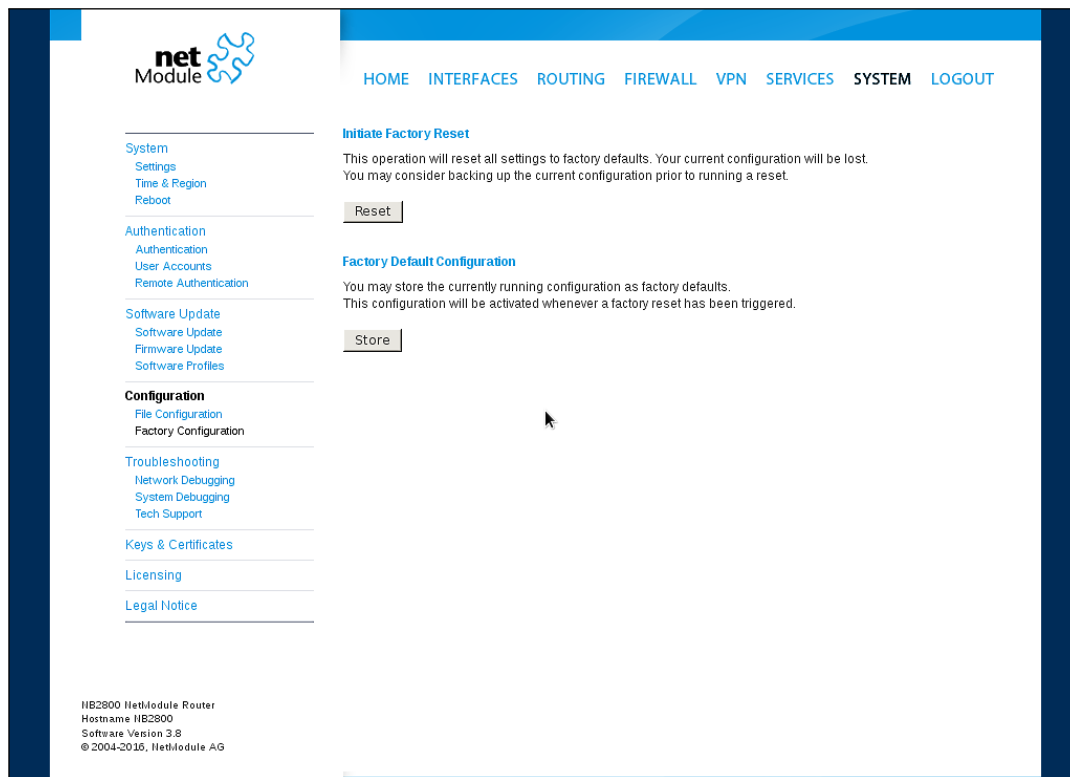 net
Module
HOME INTERFACES ROUTING FIREWALL VPN SERVICES SYSTEM LOGOUT
System
Settings
Time & Region
Reboot
Authentication
Authentication
User Accounts
Remote Authentication
Software Update
Software Update
Firmware Update
Software Profiles
Configuration
File Configuration
Factory Configuration
Troubleshooting
Network Debugging
System Debugging
Tech Support
Keys & Certificates
Licensing
Legal Notice
Initiate Factory Reset
This operation will reset all settings to factory defaults. Your current configuration will be lost.
You may consider backing up the current configuration prior to running a reset.
Reset
Factory Default Configuration
You may store the currently running configuration as factory defaults.
This configuration will be activated whenever a factory reset has been triggered.
Store
NB2800 NetModule Router
Hostname NB2800
Software Version 3.8
© 2004-2016, NetModule AG